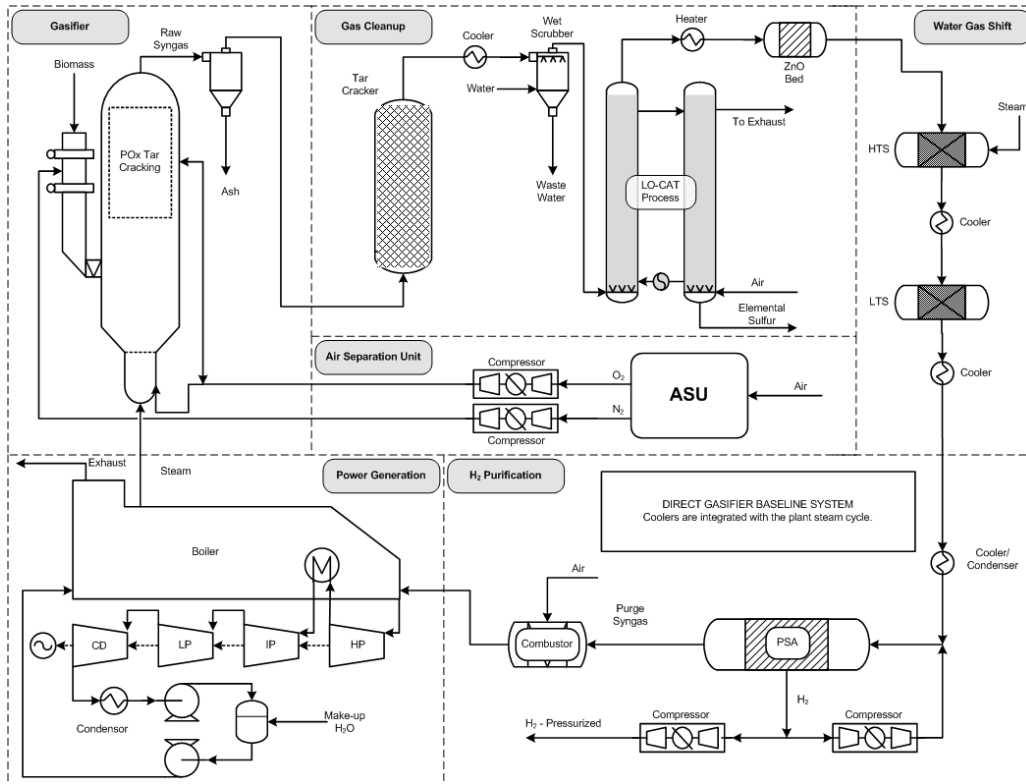 Gasifier
Raw
Syngas
Biomass
POx Tar
Cracking
Ash
Gas Cleanup
Tar
Cracker
Cooler
Wet
Scrubber
Water
Waste
Water
Heater
ZnO
Bed
To Exhaust
LO-CAT
Process
Air
Elemental
Sulfur
Water Gas Shift
Steam
HTS
Cooler
LTS
Cooler
Air Separation Unit
Compressor
O2
N2
Compressor
ASU
Air
Exhaust
Steam
Power Generation
Boiler
CD
LP
IP
HP
Condensor
Make-up
H2O
H2 Purification
DIRECT GASIFIER BASELINE SYSTEM
Coolers are integrated with the plant steam cycle.
Cooler/
Condenser
Air
Combustor
Purge
Syngas
PSA
H2
H2 - Pressurized
Compressor
Compressor